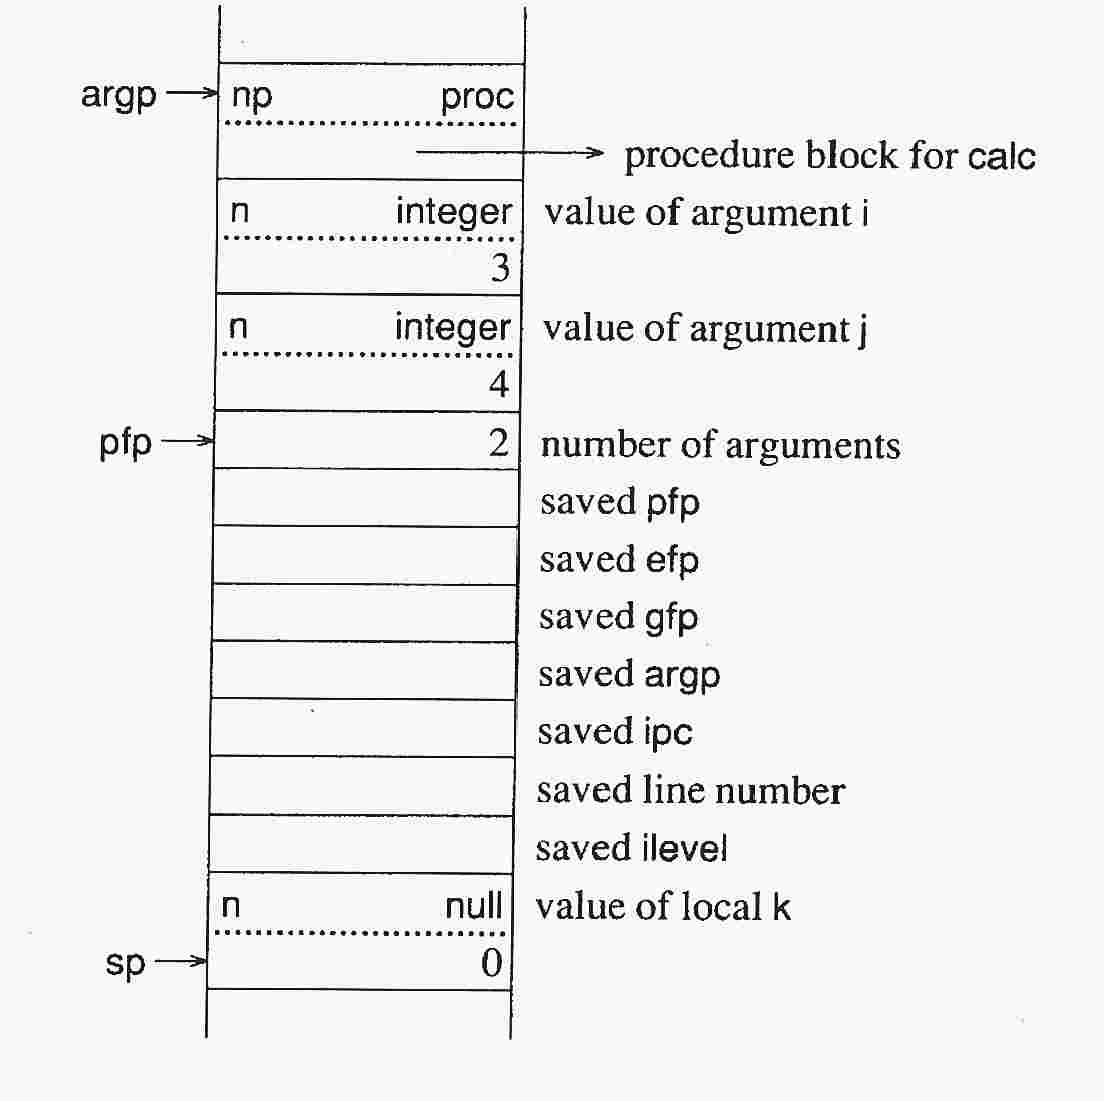 argp np proc
procedure block for calc
n integer value of argument i
3
n integer value of argument j
4
pfp 2 number of arguments
saved pfp
saved efp
saved gfp
saved argp
saved ipc
saved line number
saved ilevel
n null value of local k
sp 0